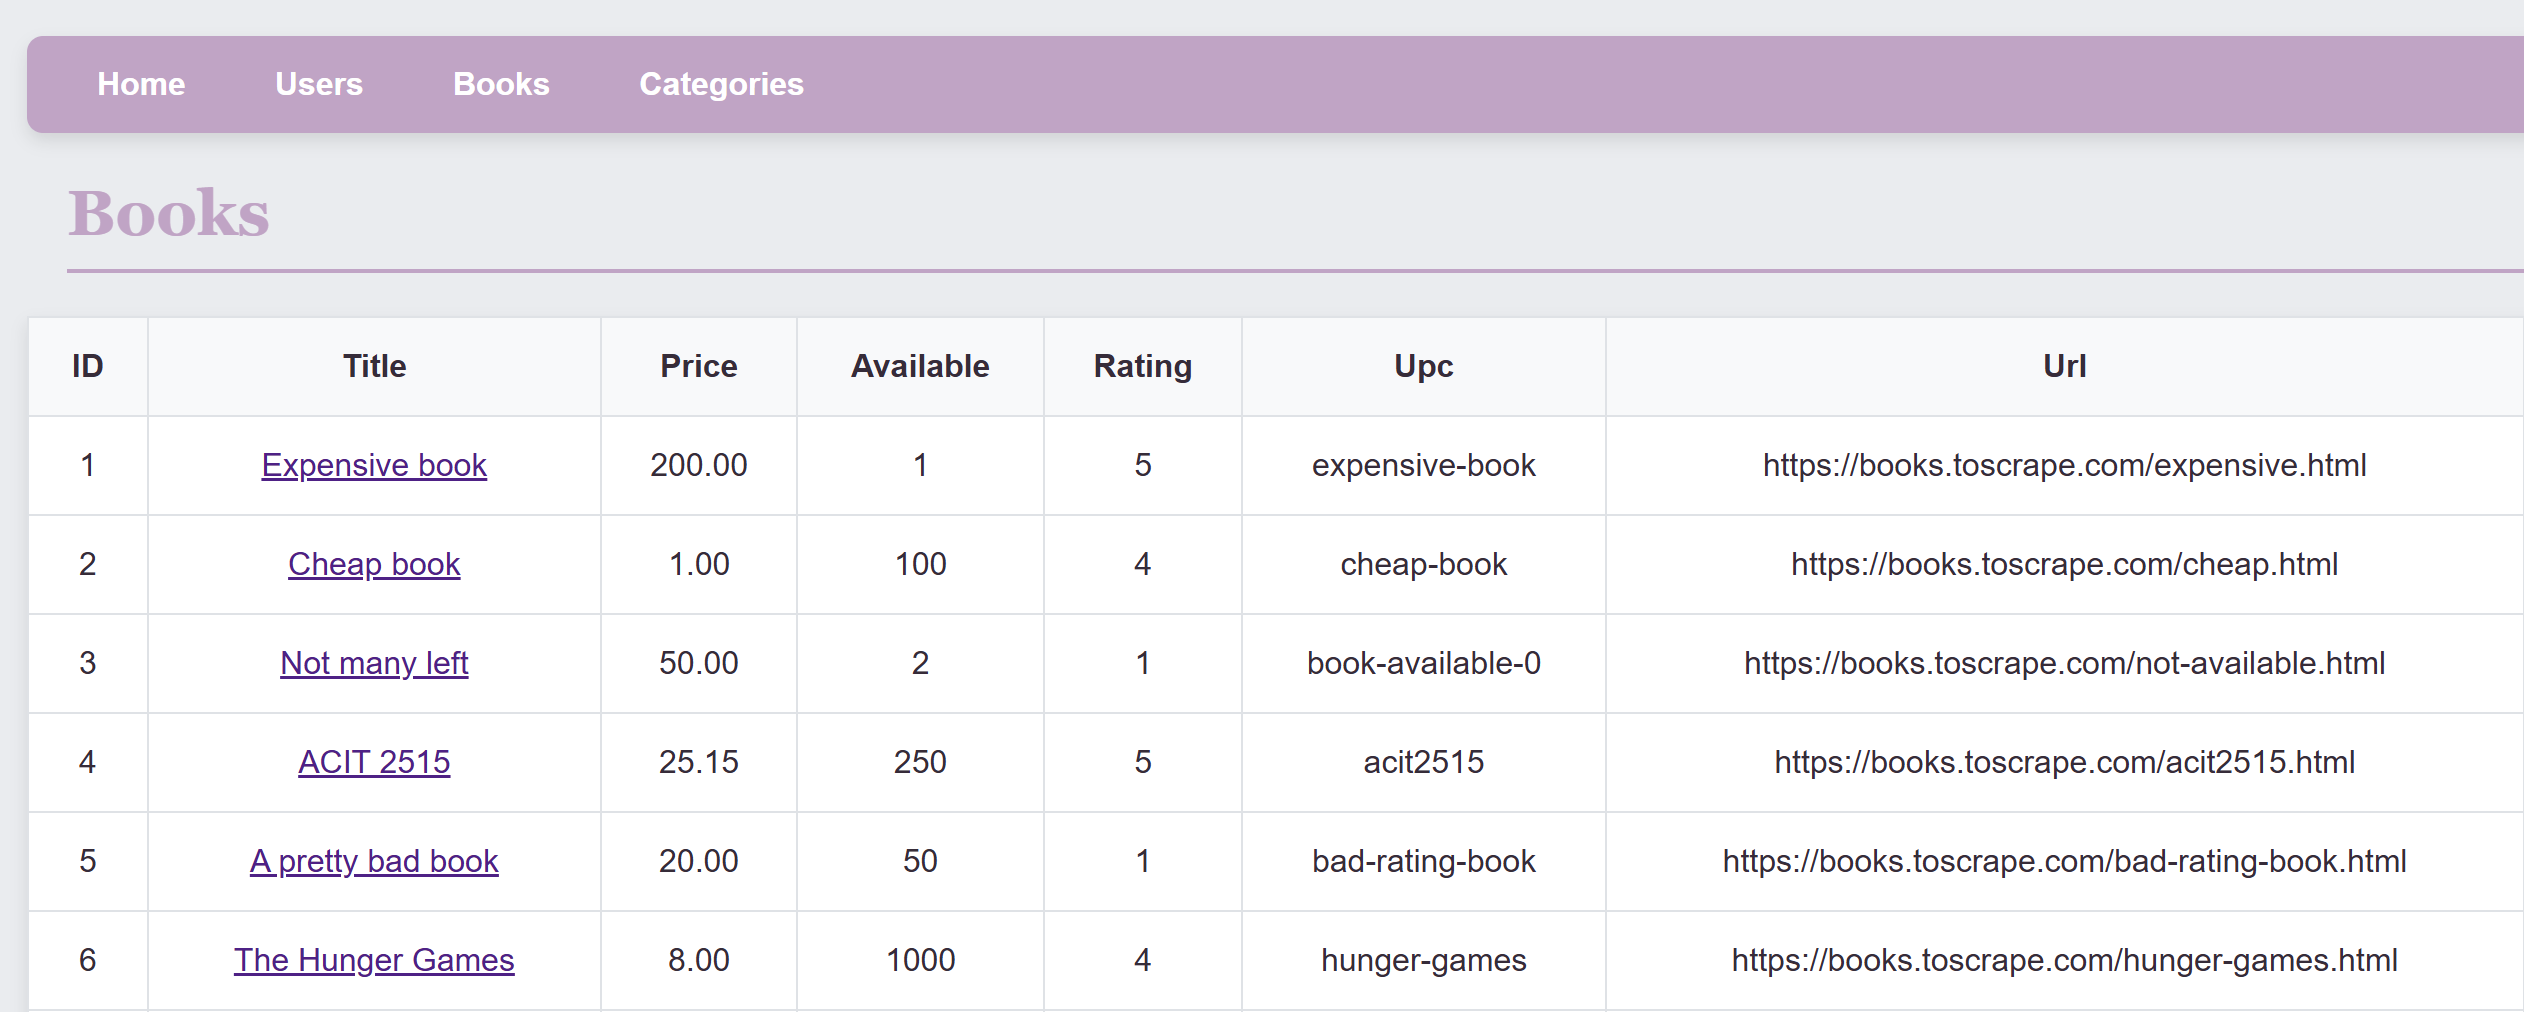 Home Users Books Categories
Books
ID Title Price Available Rating Upc Url
1 Expensive book 200.00 1 5 expensive-book https://books.toscrape.com/expensive.html
2 Cheap book 1.00 100 4 cheap-book https://books.toscrape.com/cheap.html
3 Not many left 50.00 2 1 book-available-0 https://books.toscrape.com/not-available.html
4 ACIT 2515 25.15 250 5 acit2515 https://books.toscrape.com/acit2515.html
5 A pretty bad book 20.00 50 1 bad-rating-book https://books.toscrape.com/bad-rating-book.html
6 The Hunger Games 8.00 1000 4 hunger-games https://books.toscrape.com/hunger-games.html